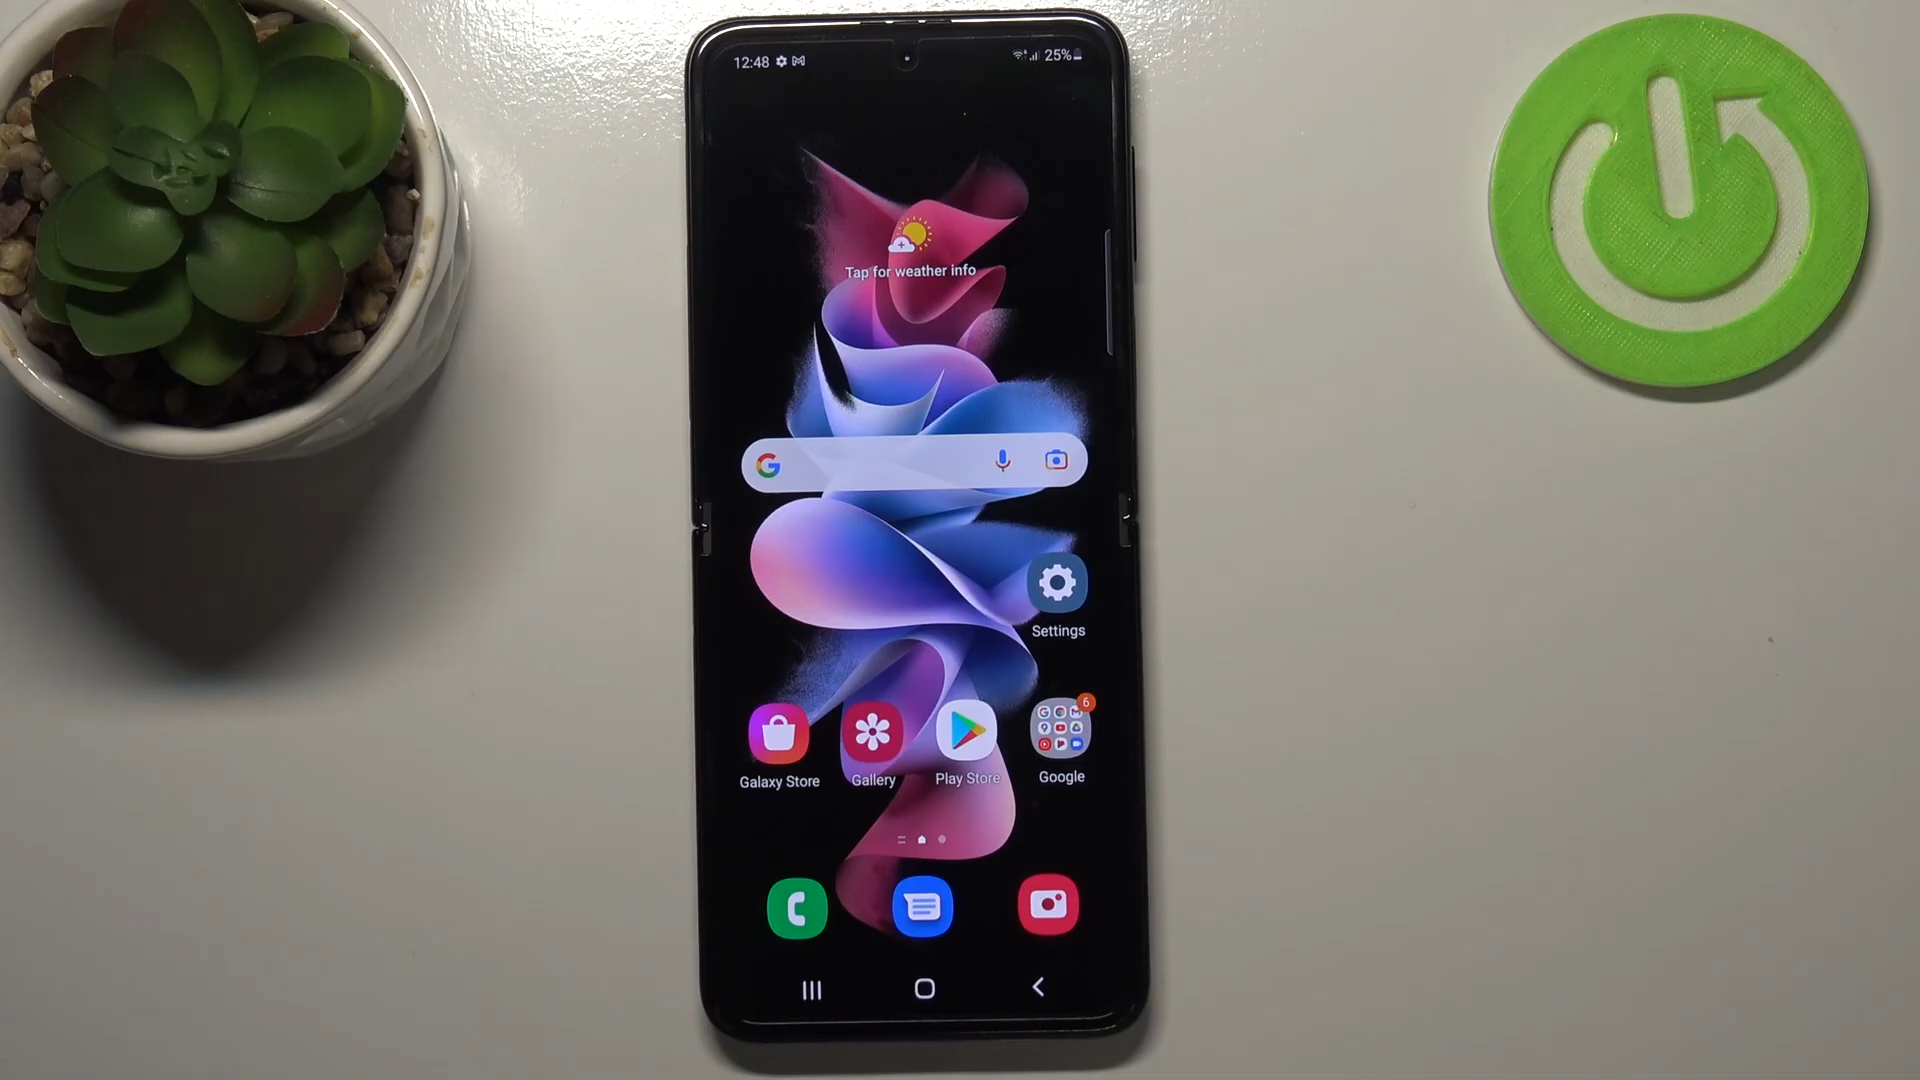 12:48
25%
Tap for weather info
Settings
6
Galaxy Store
Gallery
Play Store
Google